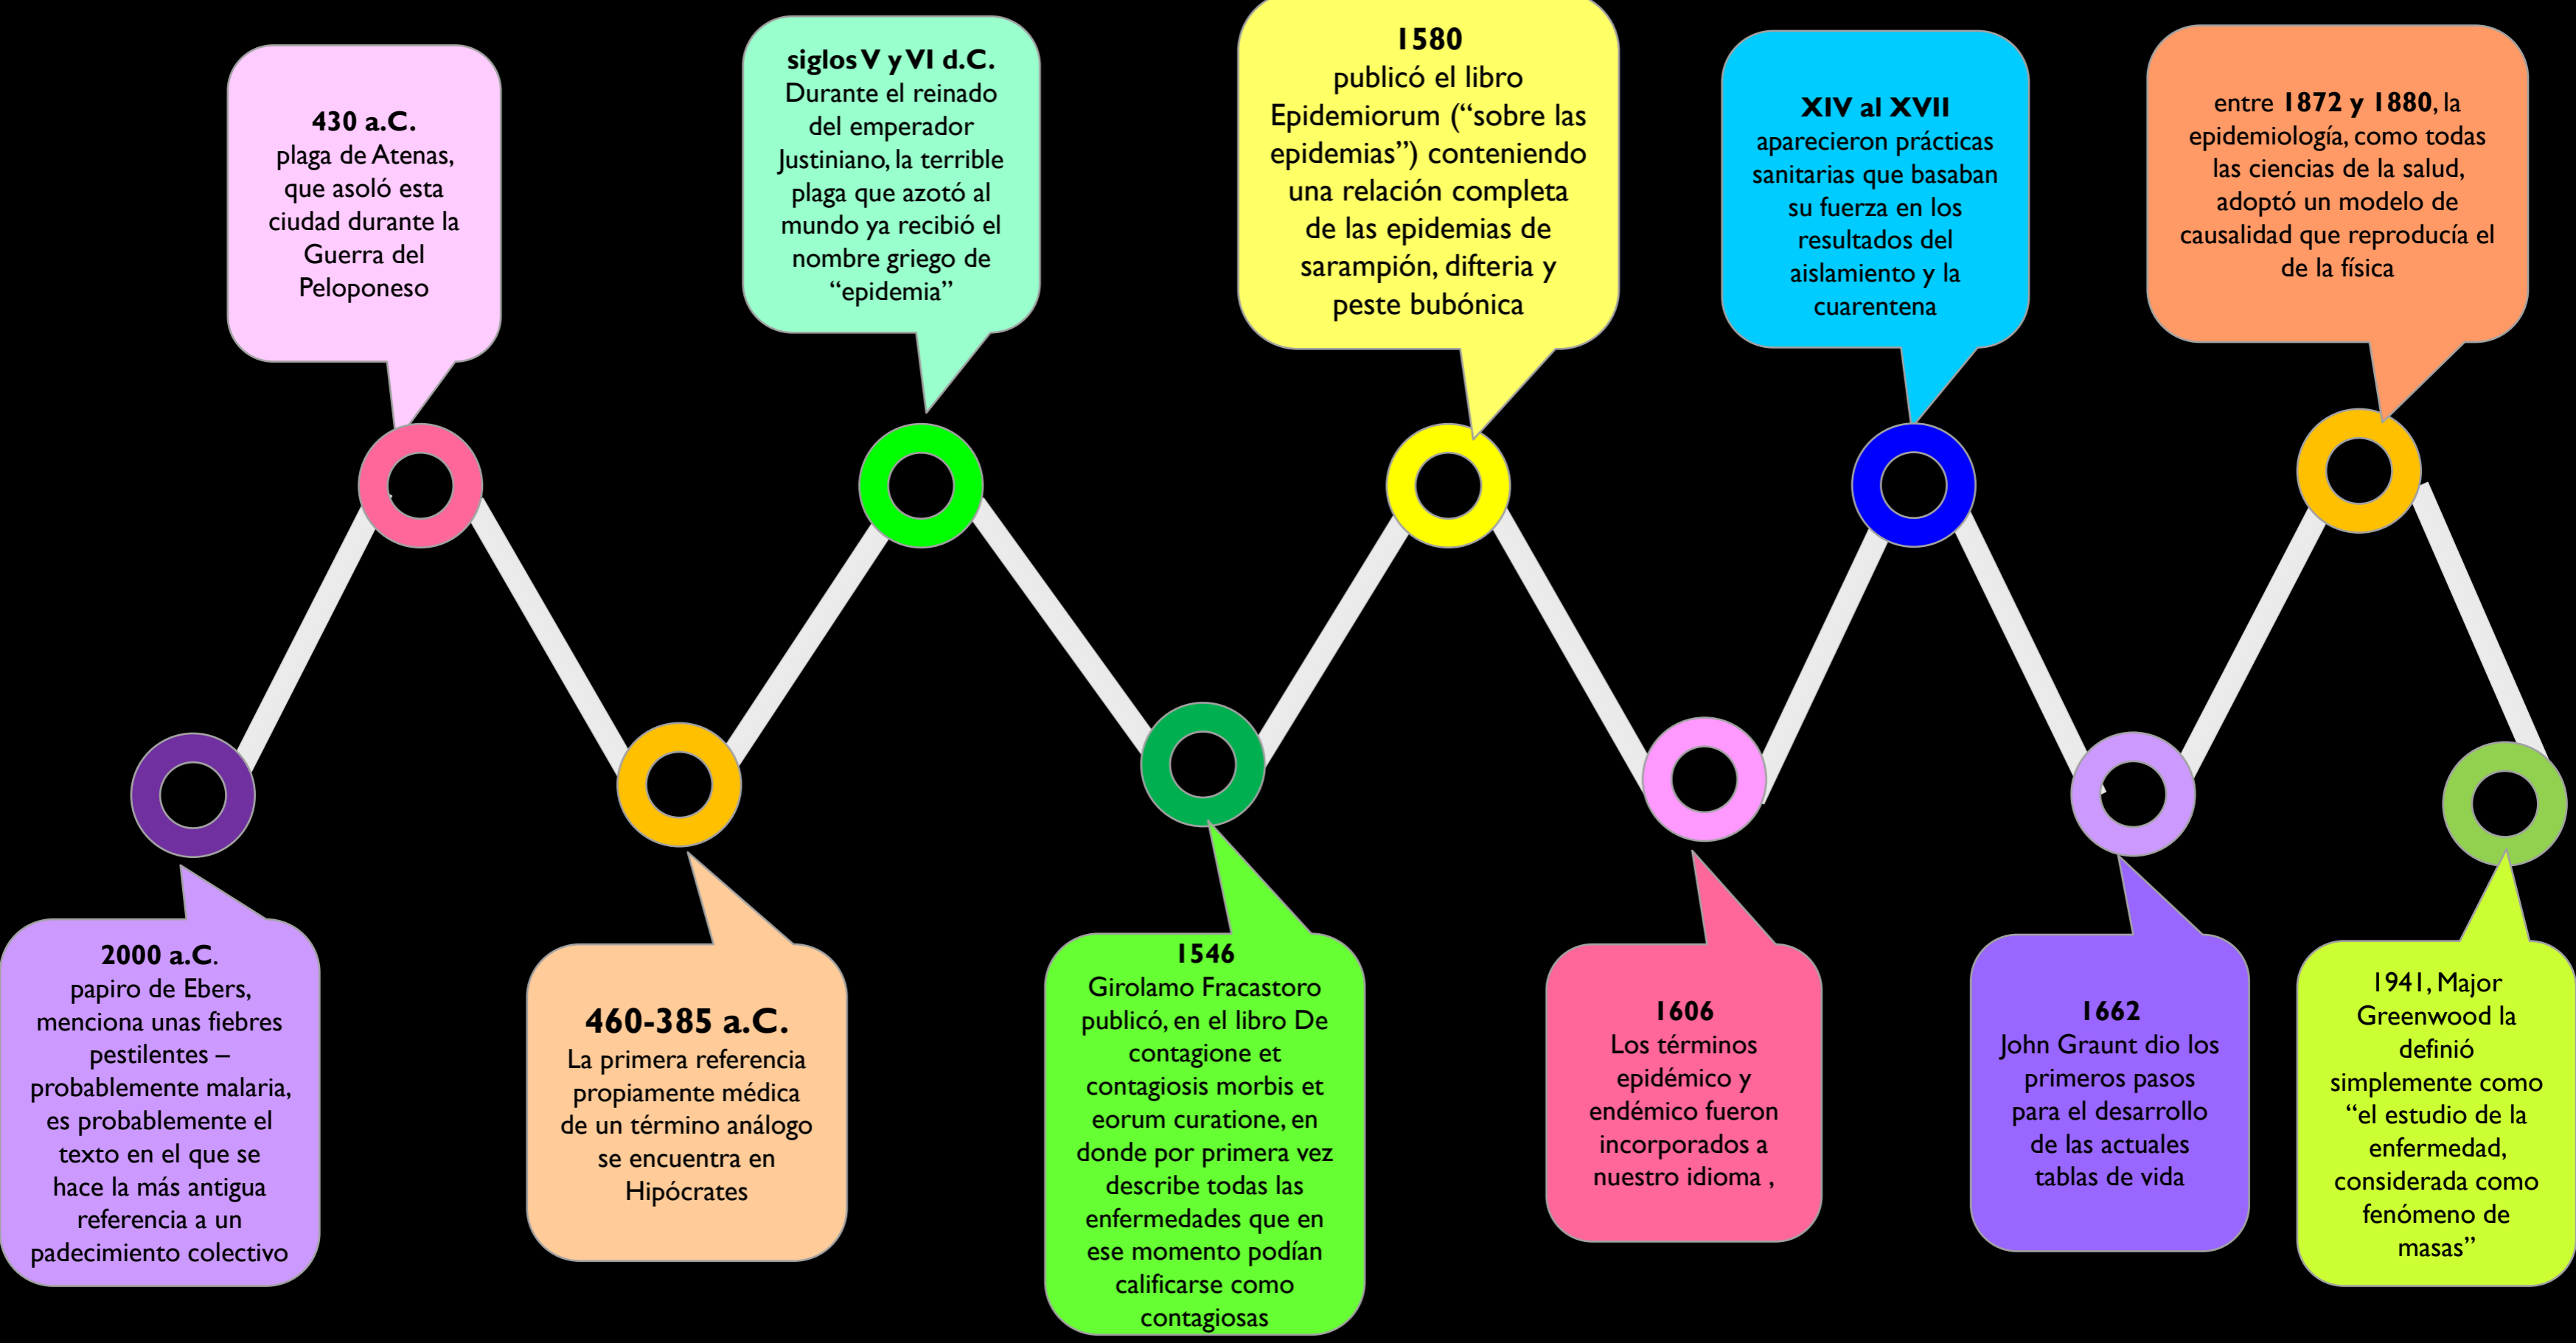 2000 a.C.
papiro de Ebers,
menciona unas fiebres
pestilentes –
probablemente malaria,
es probablemente el
texto en el que se
hace la más antigua
referencia a un
padecimiento colectivo
430 a.C.
plaga de Atenas,
que asoló esta
ciudad durante la
Guerra del
Peloponeso
460-385 a.C.
La primera referencia
propiamente médica
de un término análogo
se encuentra en
Hipócrates
siglos V y VI d.C.
Durante el reinado
del emperador
Justiniano, la terrible
plaga que azotó al
mundo ya recibió el
nombre griego de
“epidemia”
1546
Girolamo Fracastoro
publicó, en el libro De
contagione et
contagiosis morbis et
eorum curatione, en
donde por primera vez
describe todas las
enfermedades que en
ese momento podían
calificarse como
contagiosas
1580
publicó el libro
Epidemiorum (“sobre las
epidemias”) conteniendo
una relación completa
de las epidemias de
sarampión, difteria y
peste bubónica
1606
Los términos
epidémico y
endémico fueron
incorporados a
nuestro idioma ,
XIV al XVII
aparecieron prácticas
sanitarias que basaban
su fuerza en los
resultados del
aislamiento y la
cuarentena
1662
John Graunt dio los
primeros pasos
para el desarrollo
de las actuales
tablas de vida
entre 1872 y 1880, la
epidemiología, como todas
las ciencias de la salud,
adoptó un modelo de
causalidad que reproducía el
de la física
1941, Major
Greenwood la
definió
simplemente como
“el estudio de la
enfermedad,
considerada como
fenómeno de
masas”